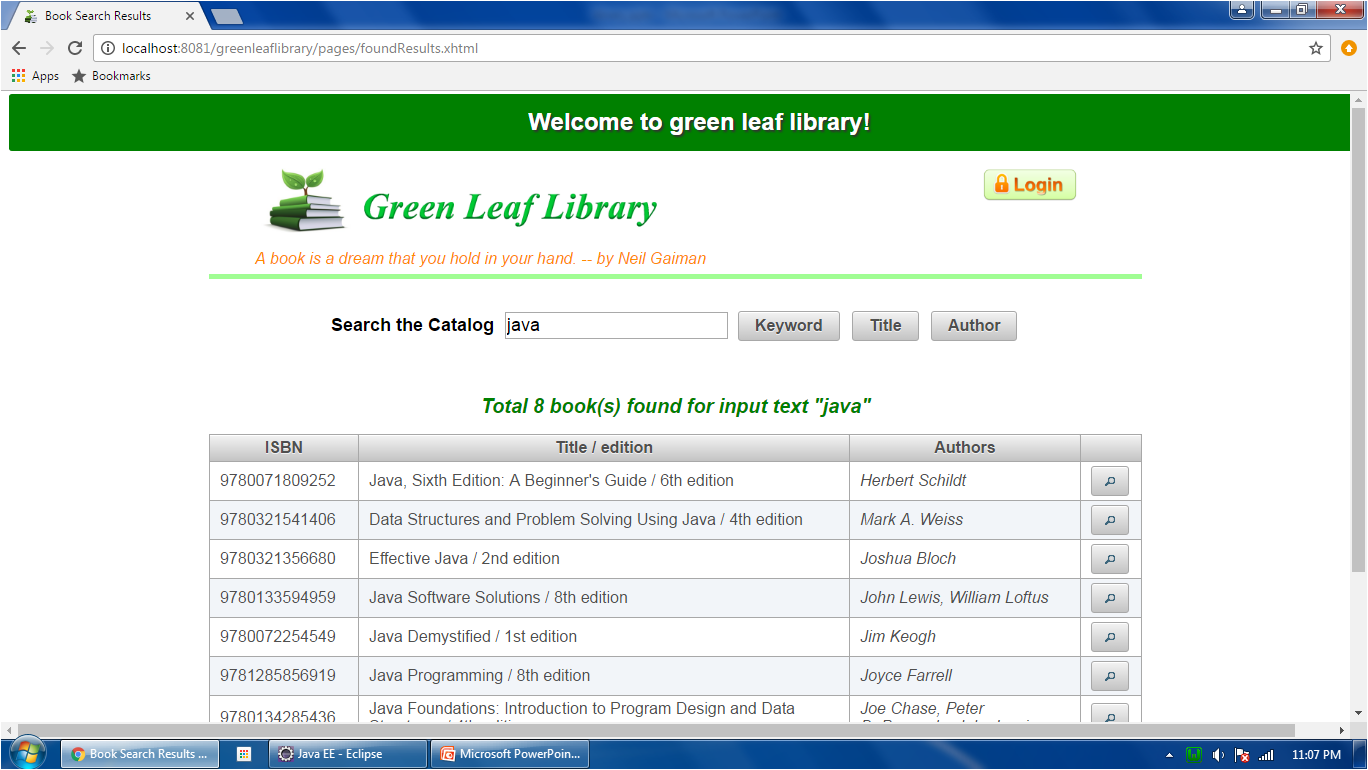 Book Search Results
localhost:8081/greenleaflibrary/pages/foundResults.xhtml
Apps Bookmarks
Welcome to green leaf library!
Login
Green Leaf Library
A book is a dream that you hold in your hand. -- by Neil Gaiman
Search the Catalog java Keyword Title Author
Total 8 book(s) found for input text "java"
ISBN Title / edition Authors
9780071809252 Java, Sixth Edition: A Beginner's Guide / 6th edition Herbert Schildt
9780321541406 Data Structures and Problem Solving Using Java / 4th edition Mark A. Weiss
9780321356680 Effective Java / 2nd edition Joshua Bloch
9780133594959 Java Software Solutions / 8th edition John Lewis, William Loftus
9780072254549 Java Demystified / 1st edition Jim Keogh
9781285856919 Java Programming / 8th edition Joyce Farrell
9780134285436 Java Foundations: Introduction to Program Design and Data Joe Chase, Peter
Book Search Results ... Java EE - Eclipse Microsoft PowerPoin... 11:07 PM